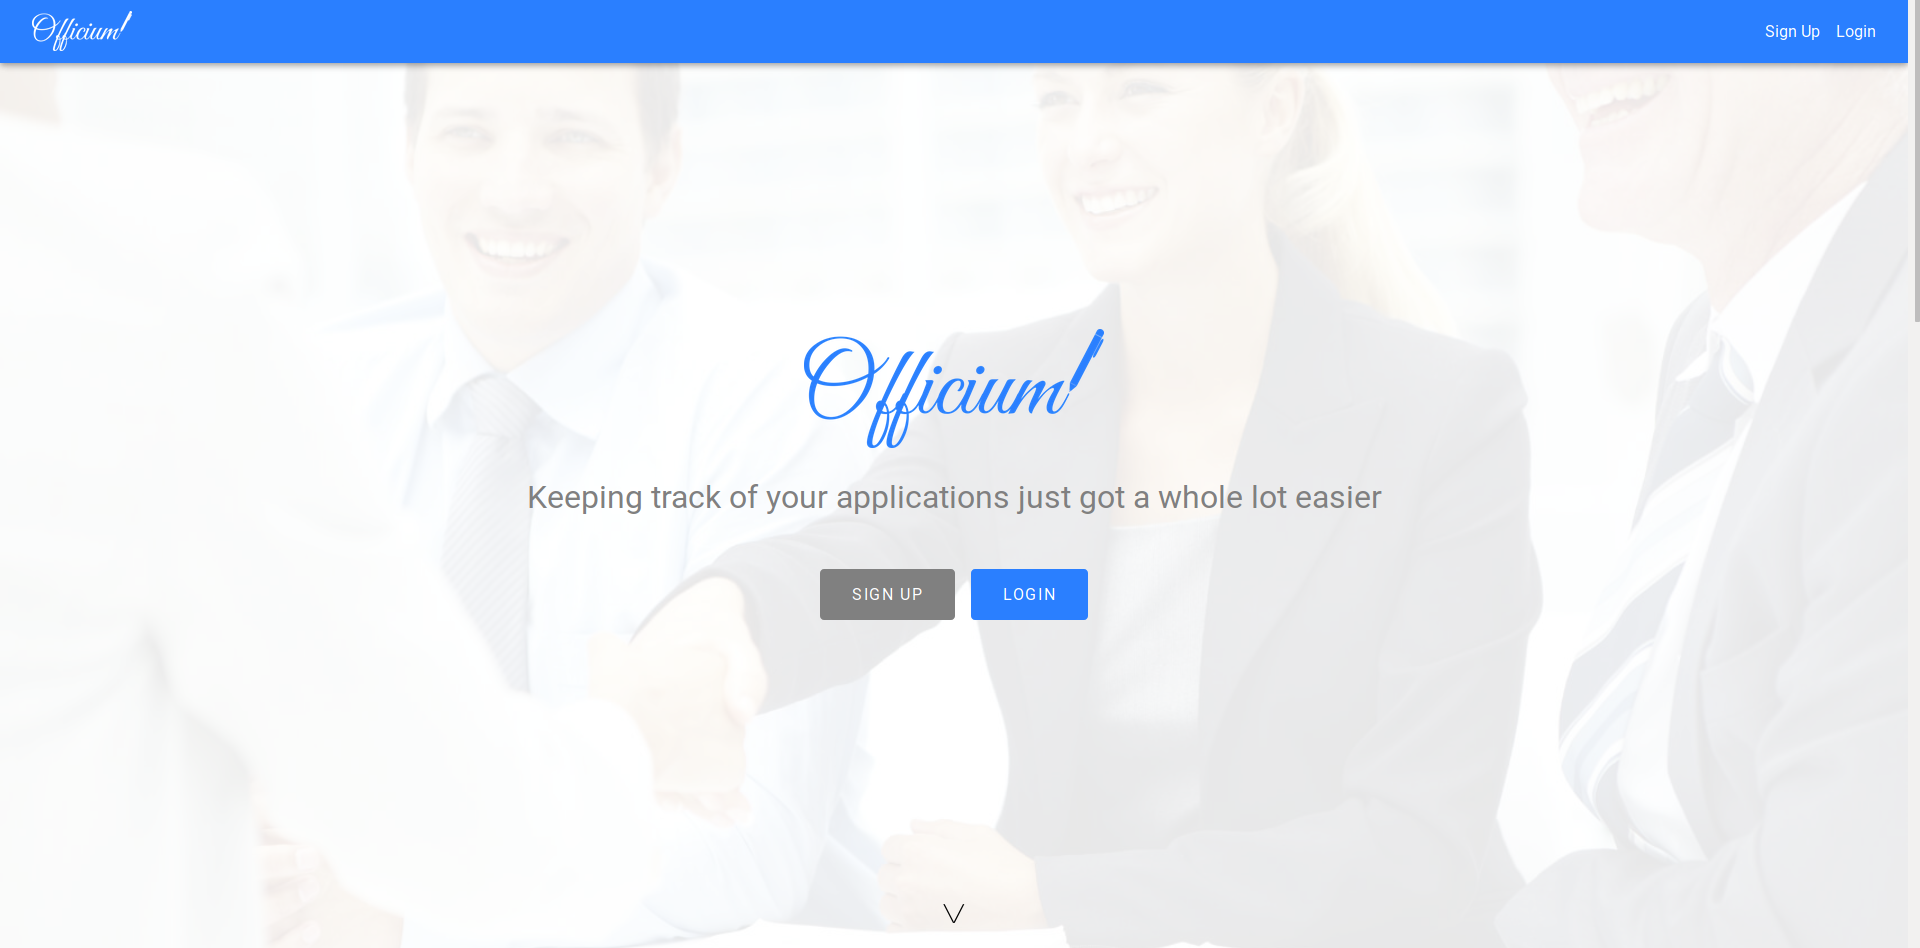 Officium
Sign Up Login
Officium
Keeping track of your applications just got a whole lot easier
SIGN UP LOGIN